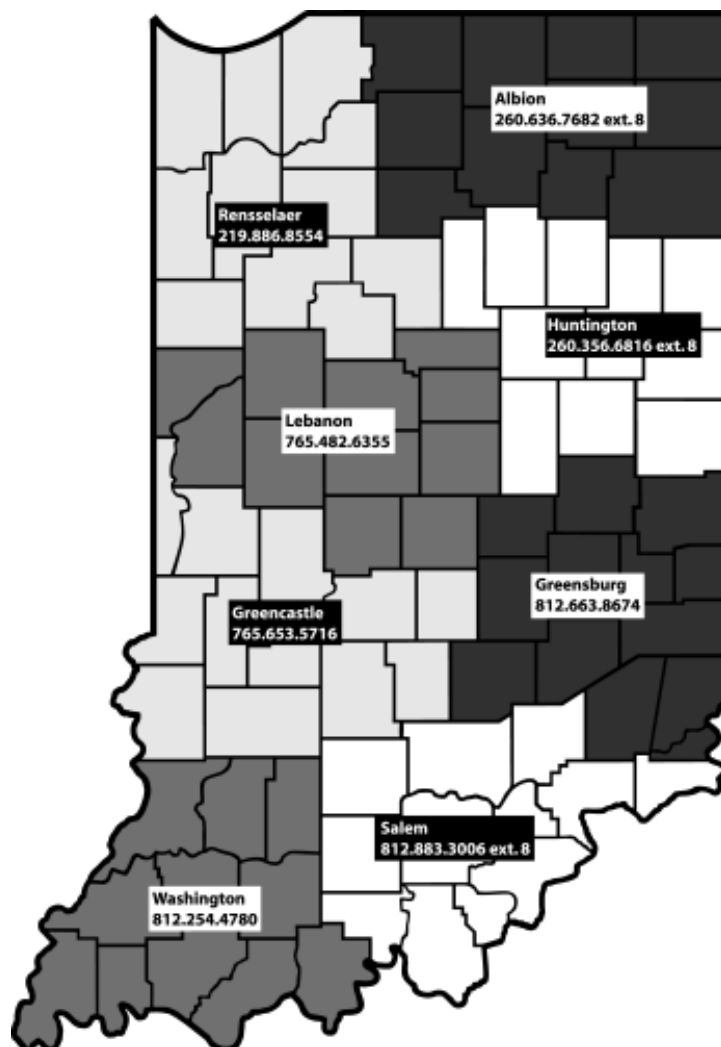 Albion
260.636.7682 ext. 8
Rensselaer
219.886.8554
Huntington
260.356.6816 ext. 8
Lebanon
765.482.6355
Greensburg
812.663.8674
Greencastle
765.653.5716
Salem
812.883.3006 ext. 8
Washington
812.254.4780